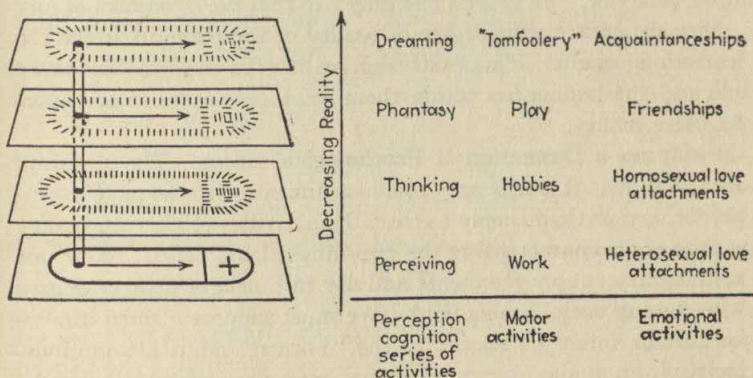 Dreaming "Tomfoolery" Acquaintanceships
Phantasy Play Friendships
Decreasing Reality
Thinking Hobbies Homosexual love
attachments
Perceiving Work Heterosexual love
attachments
+
Perception Motor Emotional
cognition activities activities
series of
activities